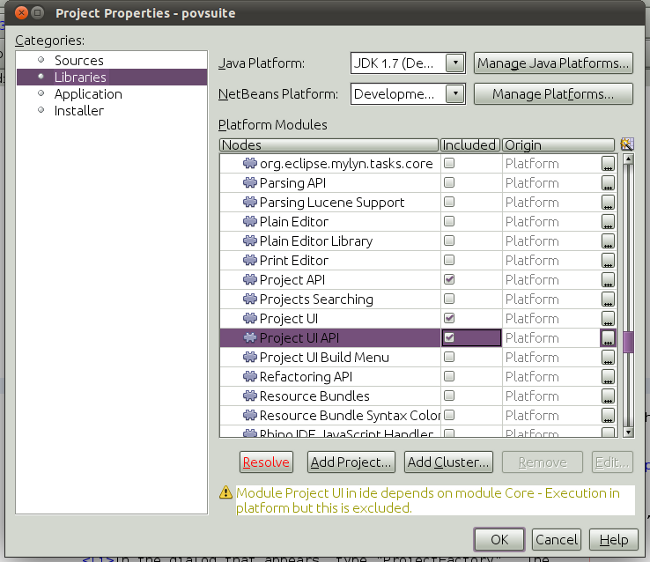 Project Properties - povsuite
Categories:
Sources
Libraries
Application
Installer
Java Platform:
JDK 1.7 (De...
Manage Java Platforms...
NetBeans Platform:
Developme...
Manage Platforms...
Platform Modules
Nodes Included Origin
org.eclipse.mylyn.tasks.core Platform ...
Parsing API Platform ...
Parsing Lucene Support Platform ...
Plain Editor Platform ...
Plain Editor Library Platform ...
Print Editor Platform ...
Project API Platform ...
Projects Searching Platform ...
Project UI Platform ...
Project UI API Platform ...
Project UI Build Menu Platform ...
Refactoring API Platform ...
Resource Bundles Platform ...
Resource Bundle Syntax Color Platform ...
Rhino IDE JavaScript Handler Platform ...
Resolve Add Project... Add Cluster... Remove Edit...
Module Project UI in ide depends on module Core - Execution in
platform but this is excluded.
OK Cancel Help
in the dialog that appears, type "ProjectFactory". The